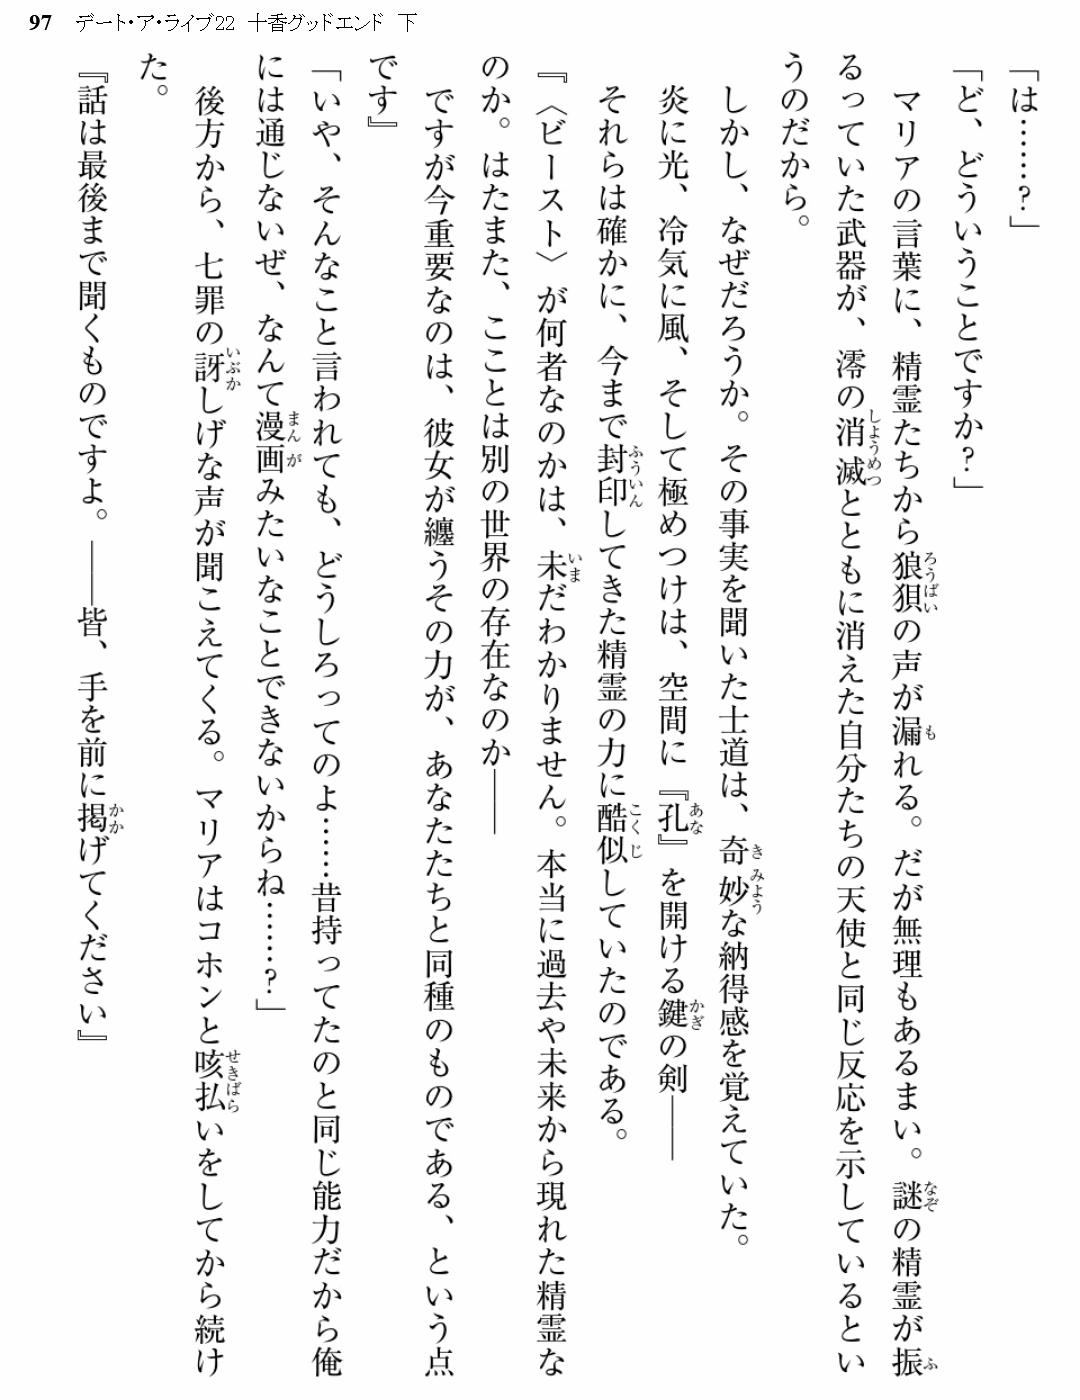 97 デート・ア・ライブ22 十香グッドエンド 下
「は……?」
「ど、どういうことですか?」
マリアの言葉に、精霊たちから狼狽の声が漏れる。だが無理もあるまい。謎の精霊が振
るっていた武器が、澪の消滅とともに消えた自分たちの天使と同じ反応を示しているとい
うのだから。
しかし、なぜだろうか。その事実を聞いた士道は、奇妙な納得感を覚えていた。
炎に光、冷気に風、そして極めつけは、空間に『孔』を開ける鍵の剣――
それらは確かに、今まで封印してきた精霊の力に酷似していたのである。
『〈ビースト〉が何者なのかは、未だわかりません。本当に過去や未来から現れた精霊な
のか。はたまた、こことは別の世界の存在なのか――
ですが今重要なのは、彼女が纏うその力が、あなたたちと同種のものである、という点
です』
「いや、そんなこと言われても、どうしろってのよ……昔持ってたのと同じ能力だから俺
には通じないぜ、なんて漫画みたいなことできないからね……?」
後方から、七罪の訝しげな声が聞こえてくる。マリアはコホンと咳払いをしてから続け
た。
『話は最後まで聞くものですよ。――皆、手を前に掲げてください』